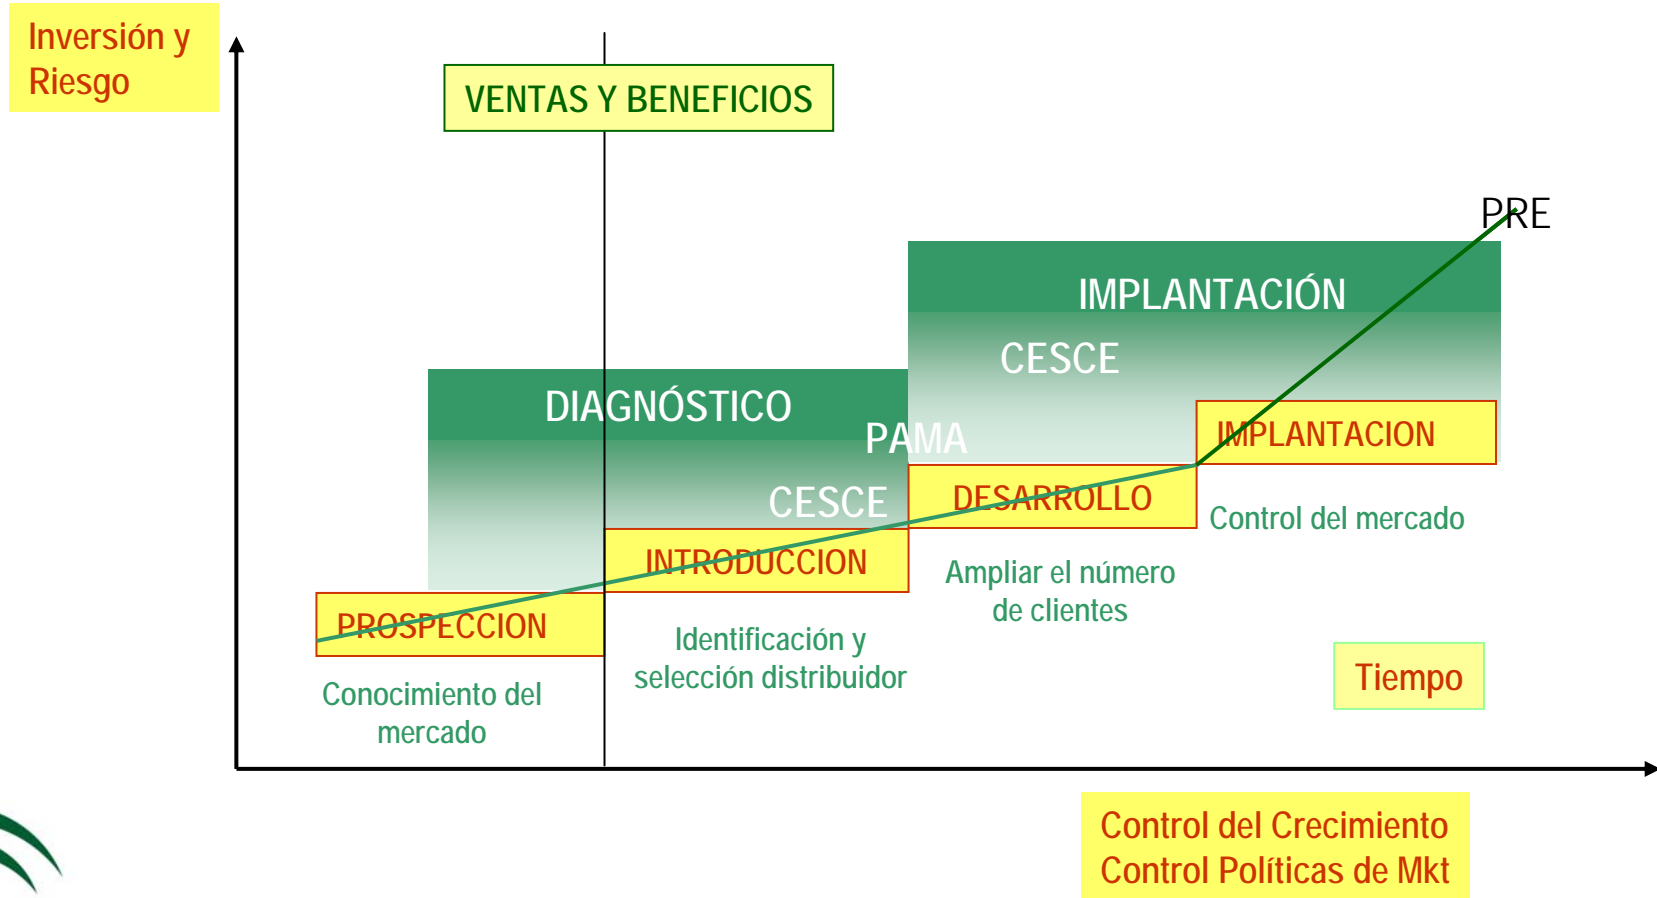 Inversión y
Riesgo
VENTAS Y BENEFICIOS
PRE
IMPLANTACIÓN
CESCE
DIAGNÓSTICO
PAMA
IMPLANTACION
CESCE
DESARROLLO
Control del mercado
INTRODUCCION
Ampliar el número
de clientes
PROSPECCION
Identificación y
selección distribuidor
Conocimiento del
mercado
Tiempo
Control del Crecimiento
Control Políticas de Mkt